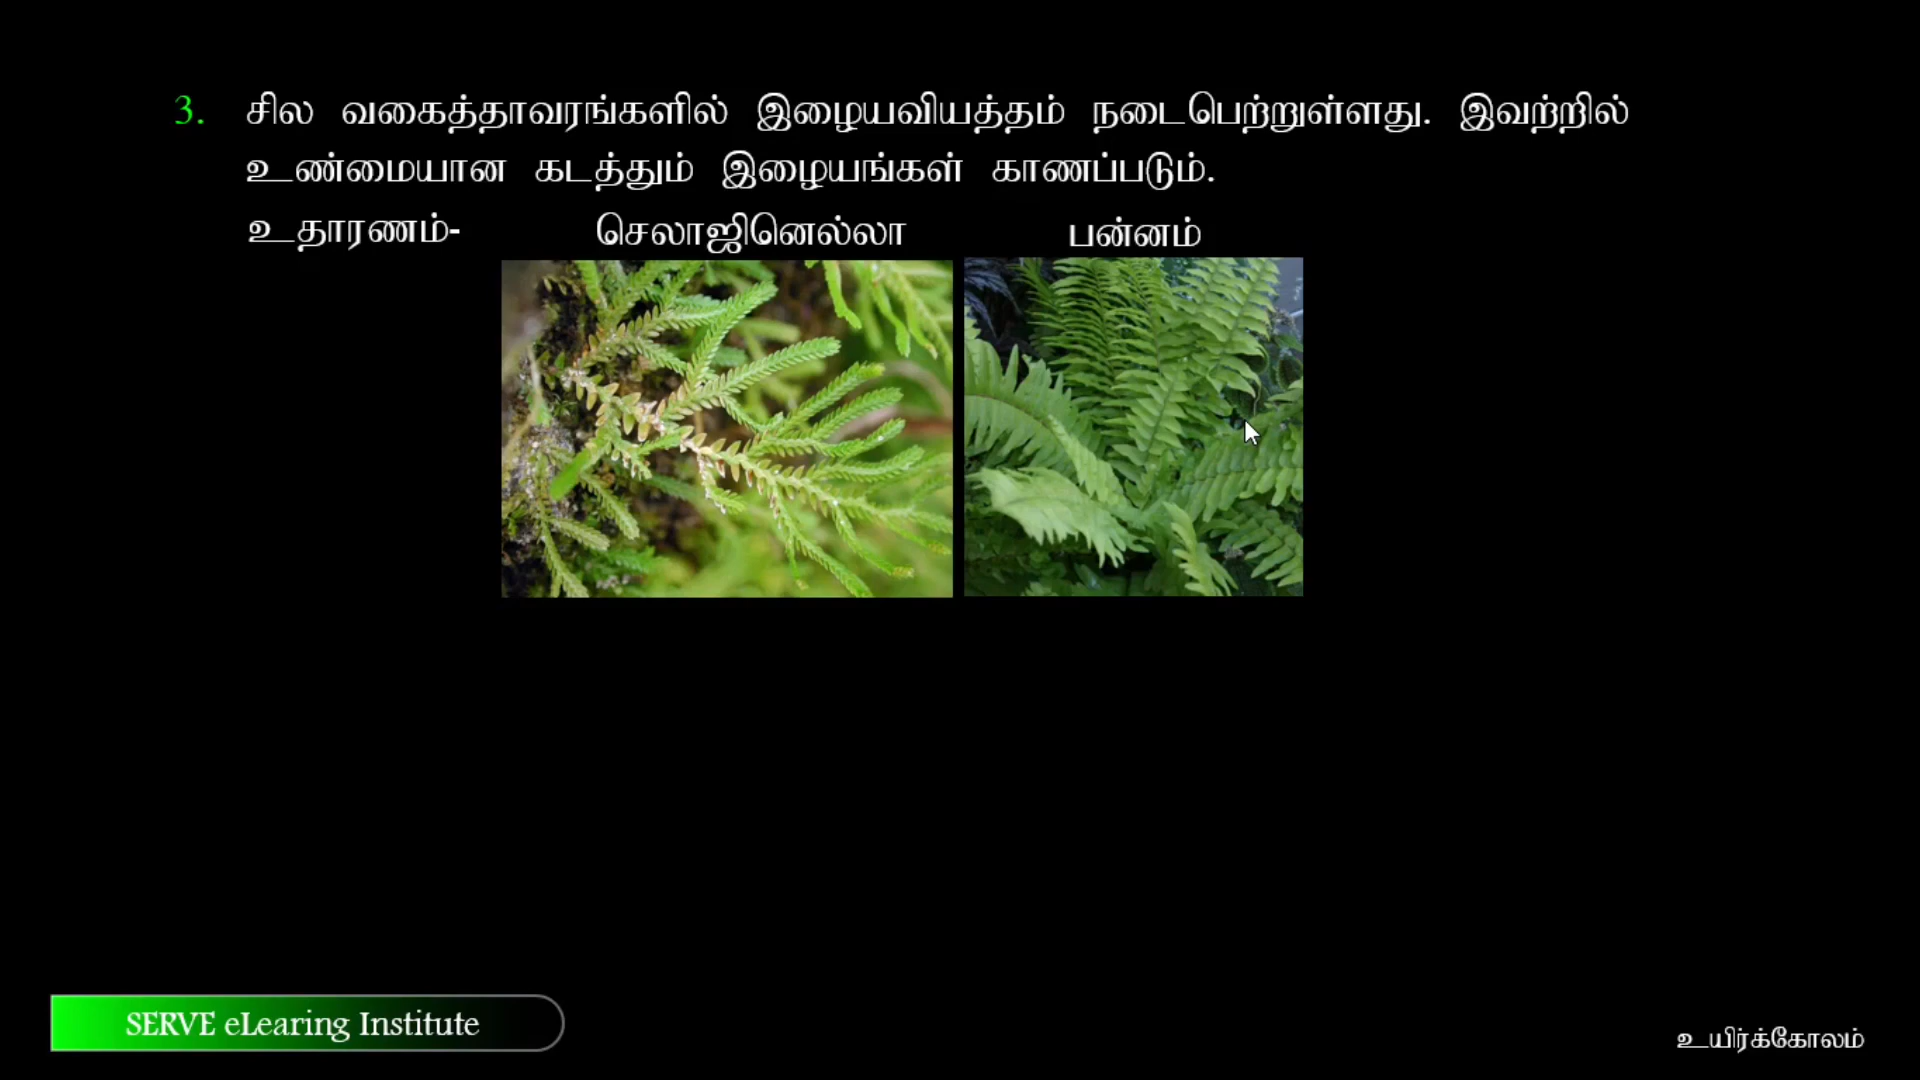 3. சில வகைத்தாவரங்களில் இழையவியத்தம் நடைபெற்றுள்ளது. இவற்றில்
உண்மையான கடத்தும் இழையங்கள் காணப்படும்.
உதாரணம்- செலாஜினெல்லா பன்னம்
SERVE eLearing Institute
உயிர்க்கோலம்